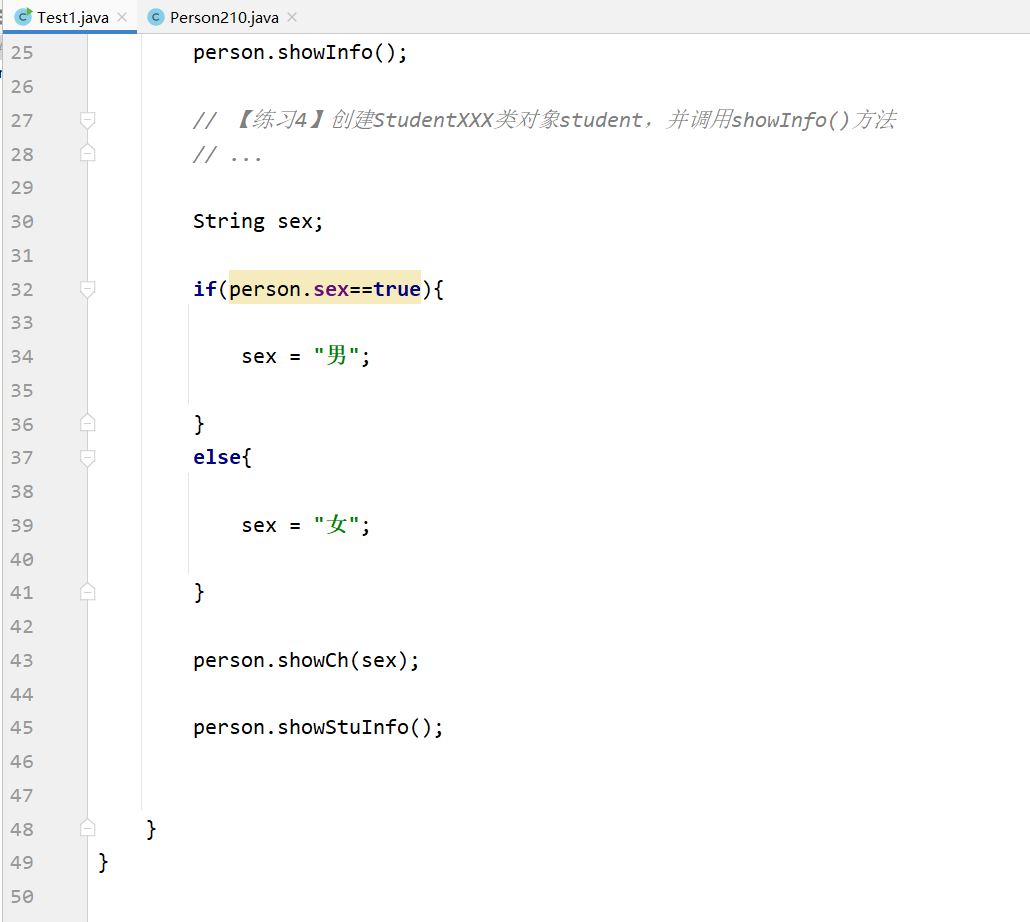 Test1.java
Person210.java
25 person.showInfo();
26
27 // 【练习4】创建StudentXXX类对象student，并调用showInfo()方法
28 // ...
29
30 String sex;
31
32 if(person.sex==true){
33
34 sex = "男";
35
36 }
37 else{
38
39 sex = "女";
40
41 }
42
43 person.showCh(sex);
44
45 person.showStuInfo();
46
47
48 }
49 }
50